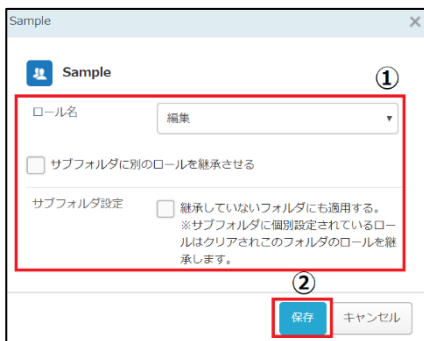 Sample
×
Sample
①
ロール名
編集
サブフォルダに別のロールを継承させる
サブフォルダ設定
継承していないフォルダにも適用する。
※サブフォルダに個別設定されているロー
ルはクリアされこのフォルダのロールを継
承します。
②
保存
キャンセル